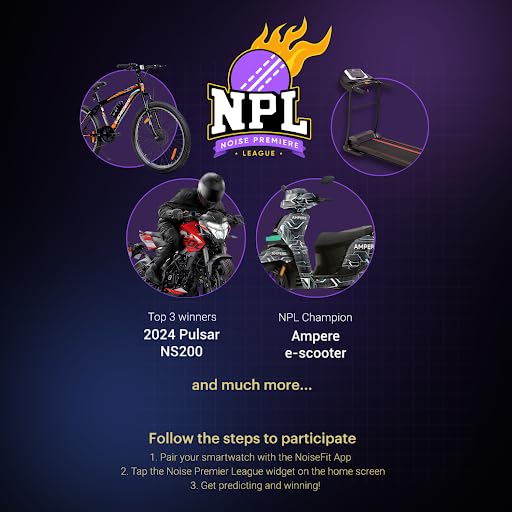 NPL
NOISE PREMIERE
LEAGUE
Top 3 winners
2024 Pulsar
NS200
AMPERE
AMPERE
NPL Champion
Ampere
e-scooter
and much more...
Follow the steps to participate
1. Pair your smartwatch with the NoiseFit App
2. Tap the Noise Premier League widget on the home screen
3. Get predicting and winning!